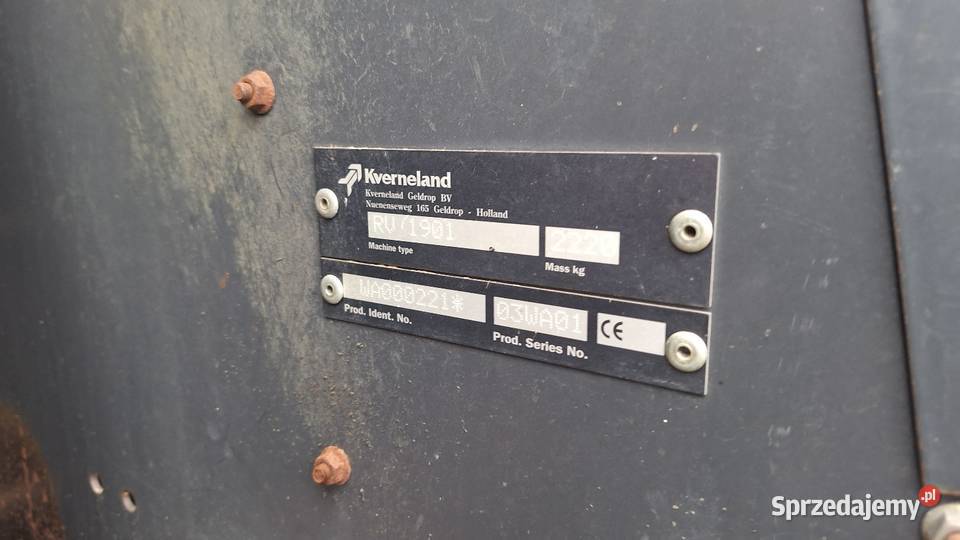 Kverneland
Kverneland Geldrop BV
Nuenenseweg 165 Geldrop - Holland
RV/1901 2220
Machine type Mass kg
WA000221* 03WA01 CE
Prod. Ident. No. Prod. Series No.
Sprzedajemy.pl